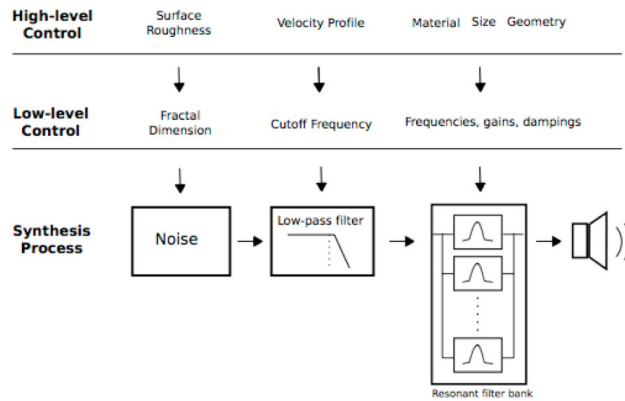 High-level
Control
Surface
Roughness
Velocity Profile
Material Size Geometry
Low-level
Control
Fractal
Dimension
Cutoff Frequency
Frequencies, gains, dampings
Synthesis
Process
Noise
Low-pass filter
Resonant filter bank